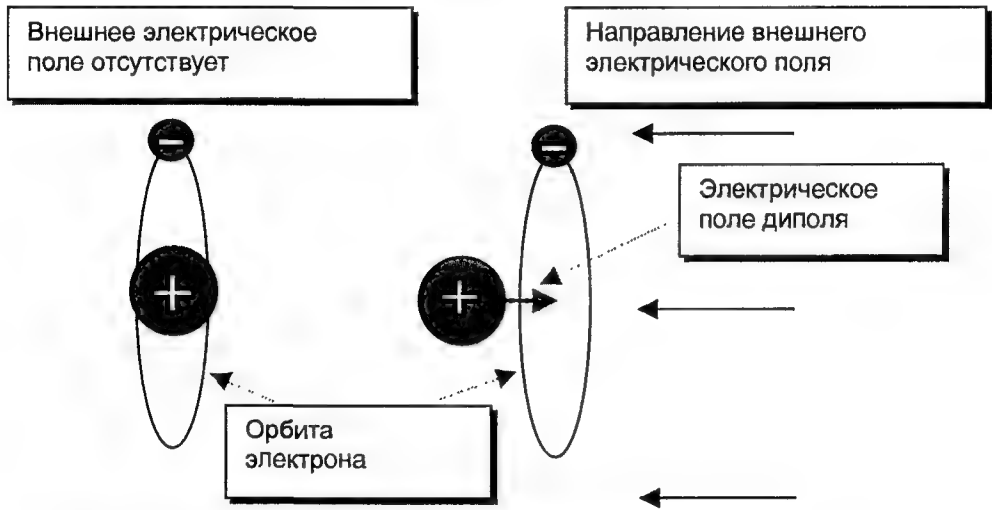 Внешнее электрическое
поле отсутствует
Направление внешнего
электрического поля
−
−
Электрическое
поле диполя
+
+
Орбита
электрона